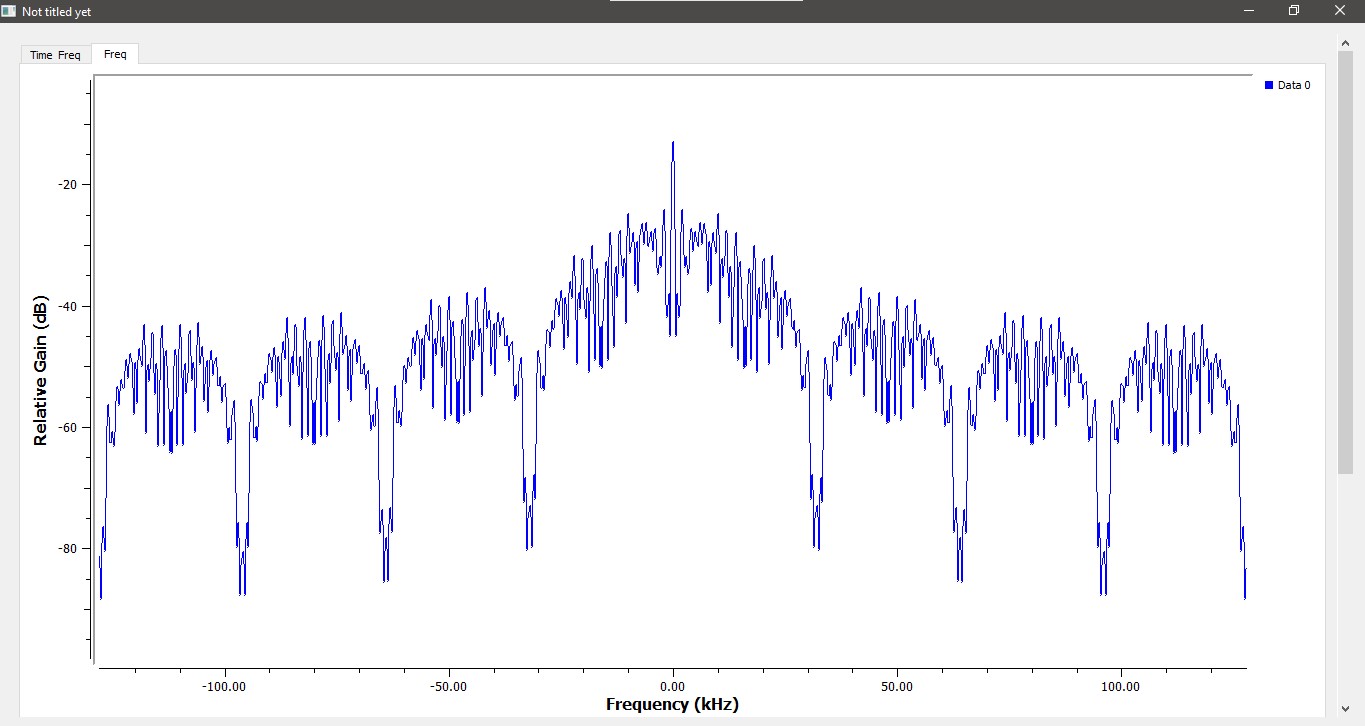 Not titled yet
Time Freq
Freq
Data 0
Relative Gain (dB)
-20
-40
-60
-80
-100.00
-50.00
0.00
50.00
100.00
Frequency (kHz)